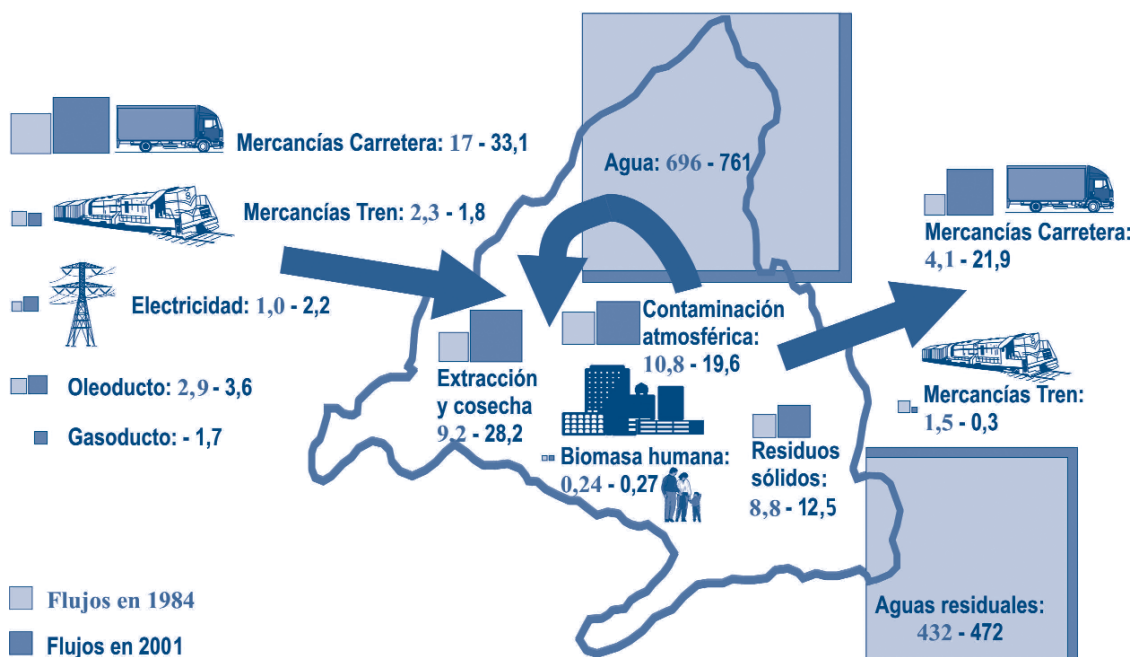 Mercancías Carretera: 17 - 33,1
Agua: 696 - 761
Mercancías Tren: 2,3 - 1,8
Mercancías Carretera:
4,1 - 21,9
Electricidad: 1,0 - 2,2
Contaminación
atmosférica:
10,8 - 19,6
Extracción
y cosecha
9,2 - 28,2
Oleoducto: 2,9 - 3,6
Mercancías Tren:
1,5 - 0,3
Gasoducto: - 1,7
Biomasa humana:
0,24 - 0,27
Residuos
sólidos:
8,8 - 12,5
Flujos en 1984
Flujos en 2001
Aguas residuales:
432 - 472